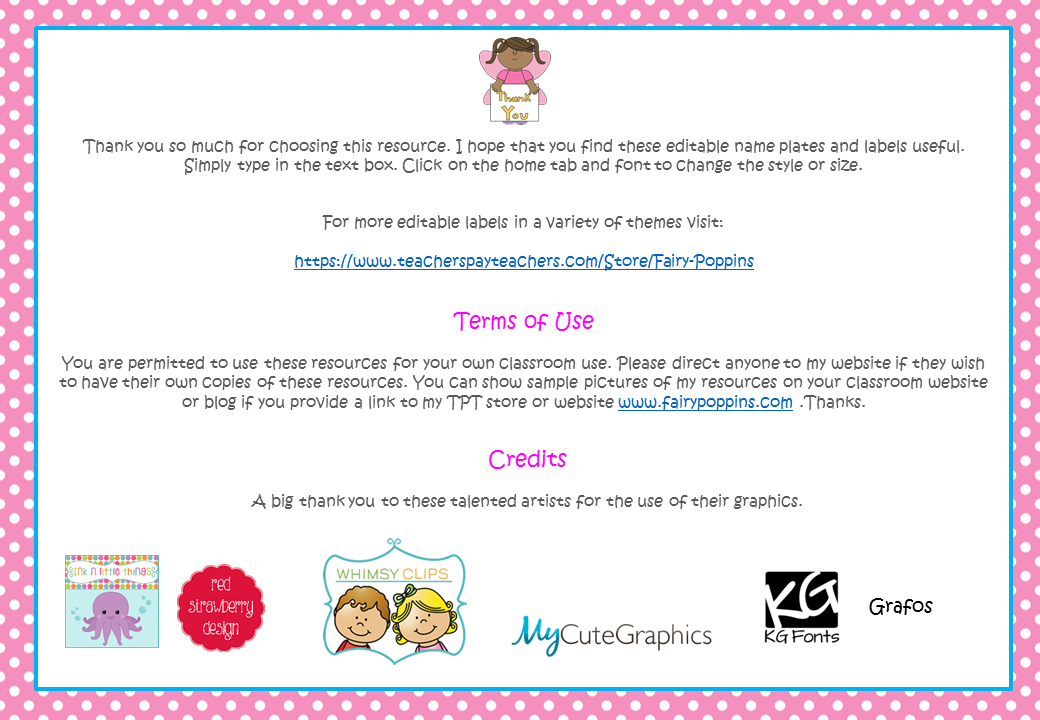 Thank
You
Thank you so much for choosing this resource. I hope that you find these editable name plates and labels useful.
Simply type in the text box. Click on the home tab and font to change the style or size.
For more editable labels in a variety of themes visit:
https://www.teacherspayteachers.com/Store/Fairy-Poppins
Terms of Use
You are permitted to use these resources for your own classroom use. Please direct anyone to my website if they wish
to have their own copies of these resources. You can show sample pictures of my resources on your classroom website
or blog if you provide a link to my TPT store or website www.fairypoppins.com .Thanks.
Credits
A big thank you to these talented artists for the use of their graphics.
ink n little things
red
strawberry
design
WHIMSY CLIPS
MyCuteGraphics
KG
KG Fonts
Grafos